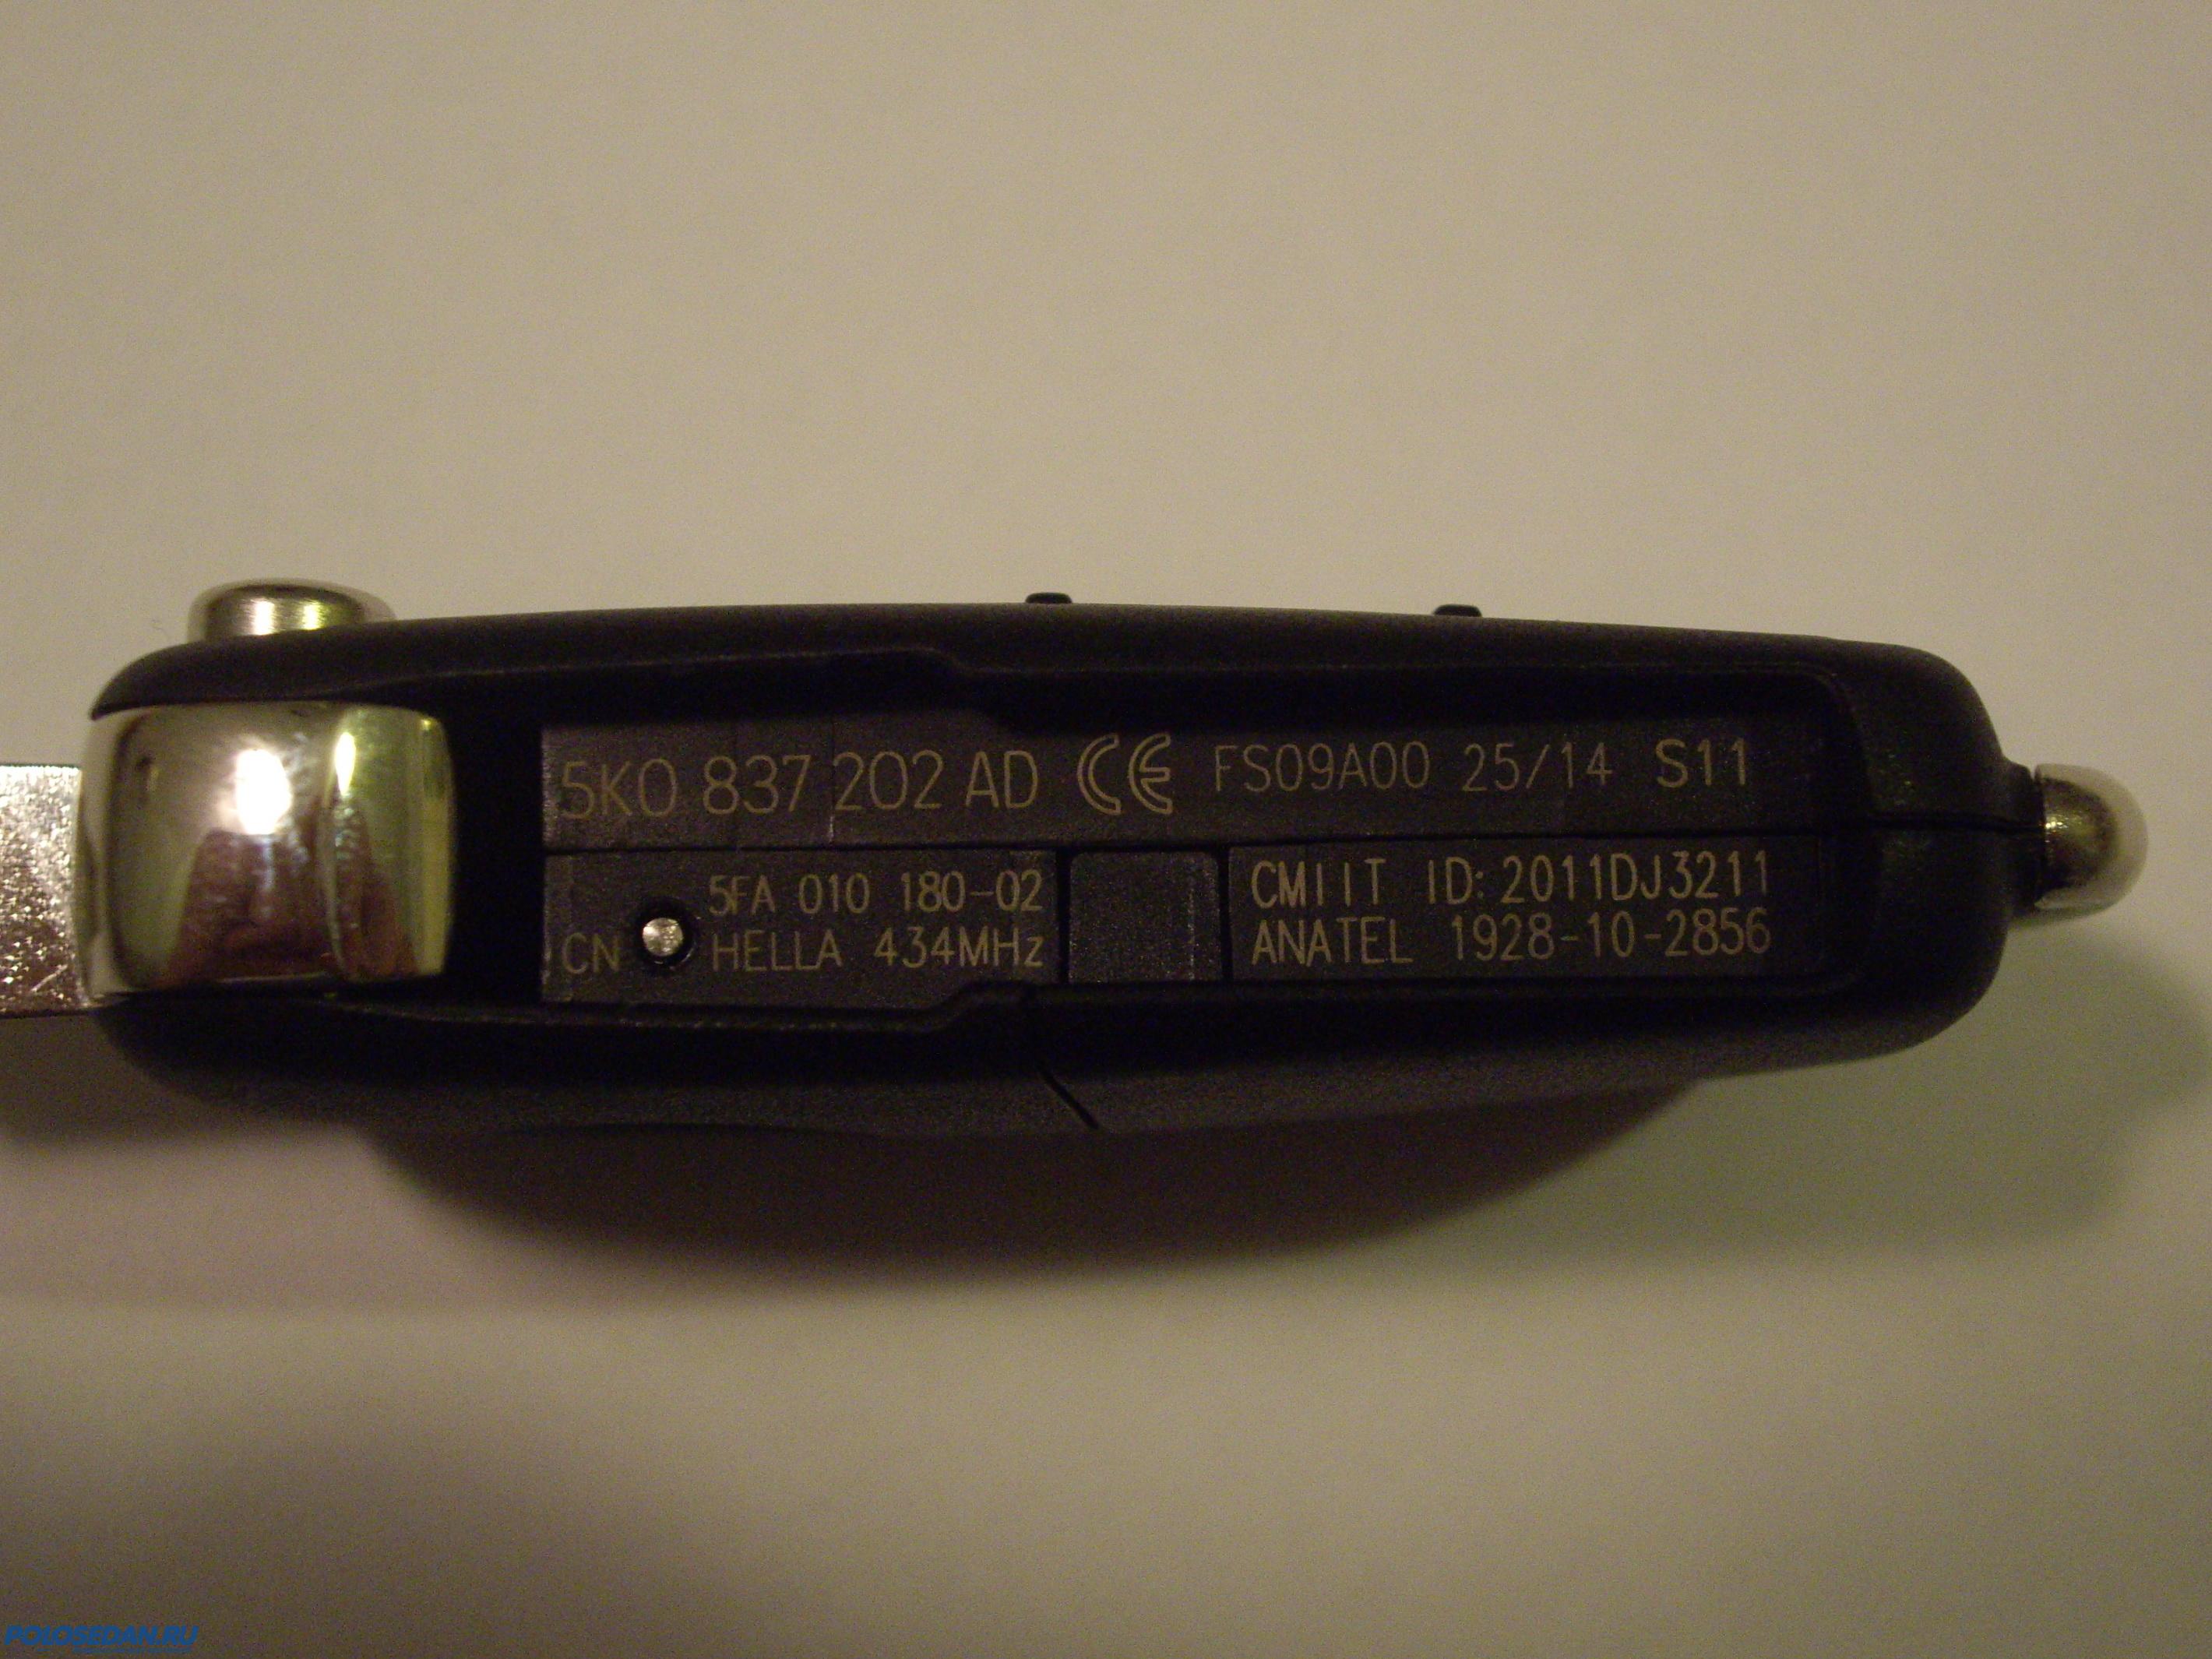 5K0 837 202 AD CE FS09A00 25/14 S11
5FA 010 180-02
CN HELLA 434MHz
CMIIT ID: 2011DJ3211
ANATEL 1928-10-2856
POLOSEDAN.RU